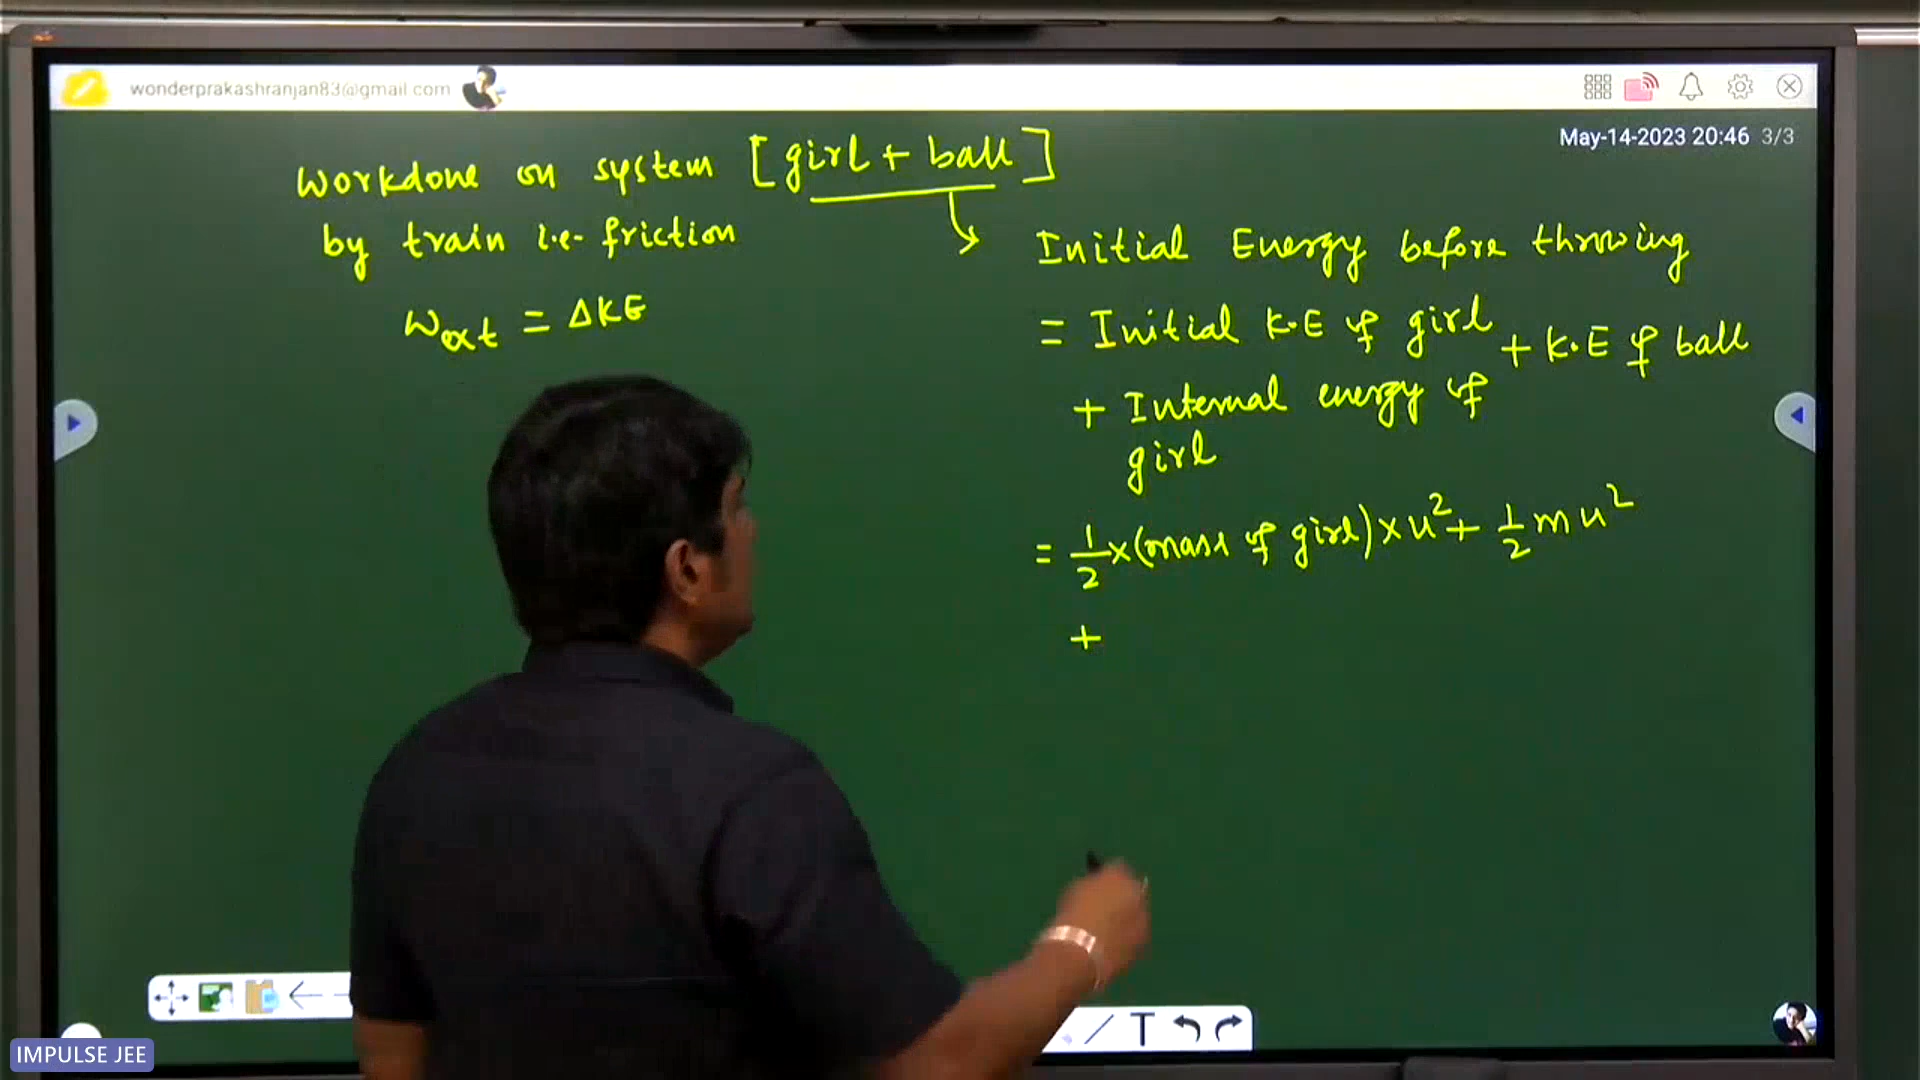 wonderprakashranjan83@gmail.com
May-14-2023 20:46 3/3
Workdone on system [girl + ball]
by train i.e- friction
Wext = ΔKE
Initial Energy before throwing
= Initial K.E of girl + K.E of ball
+ Internal energy of
girl
= 1/2 × (mass of girl) × u² + 1/2 m u²
+
T
IMPULSE JEE